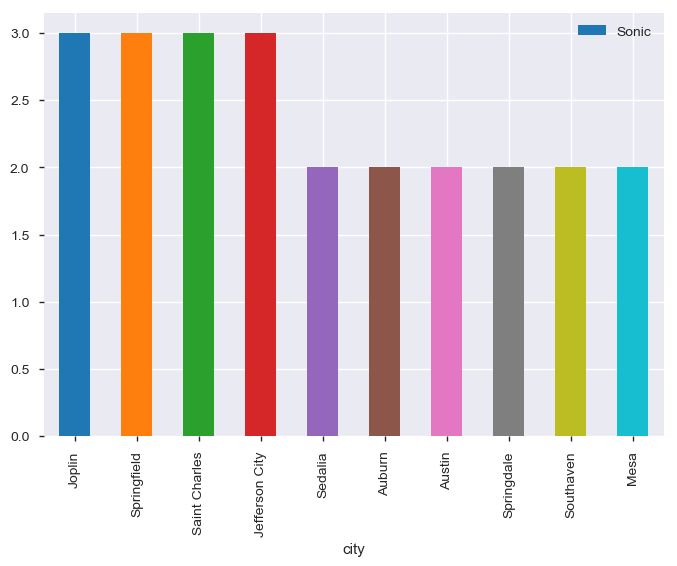 Sonic
3.0
2.5
2.0
1.5
1.0
0.5
0.0
Joplin
Springfield
Saint Charles
Jefferson City
Sedalia
Auburn
Austin
Springdale
Southaven
Mesa
city